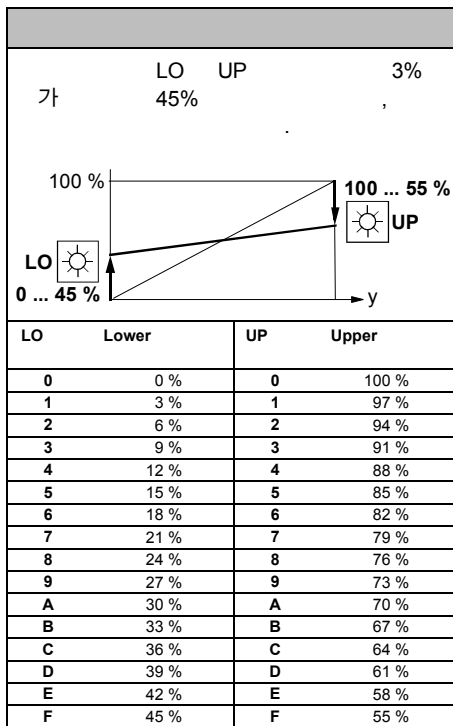 LO UP 3%
가 45% ,
.
100 %
100 ... 55 %
UP
LO
0 ... 45 %
y
LO Lower UP Upper
0 0 % 0 100 %
1 3 % 1 97 %
2 6 % 2 94 %
3 9 % 3 91 %
4 12 % 4 88 %
5 15 % 5 85 %
6 18 % 6 82 %
7 21 % 7 79 %
8 24 % 8 76 %
9 27 % 9 73 %
A 30 % A 70 %
B 33 % B 67 %
C 36 % C 64 %
D 39 % D 61 %
E 42 % E 58 %
F 45 % F 55 %